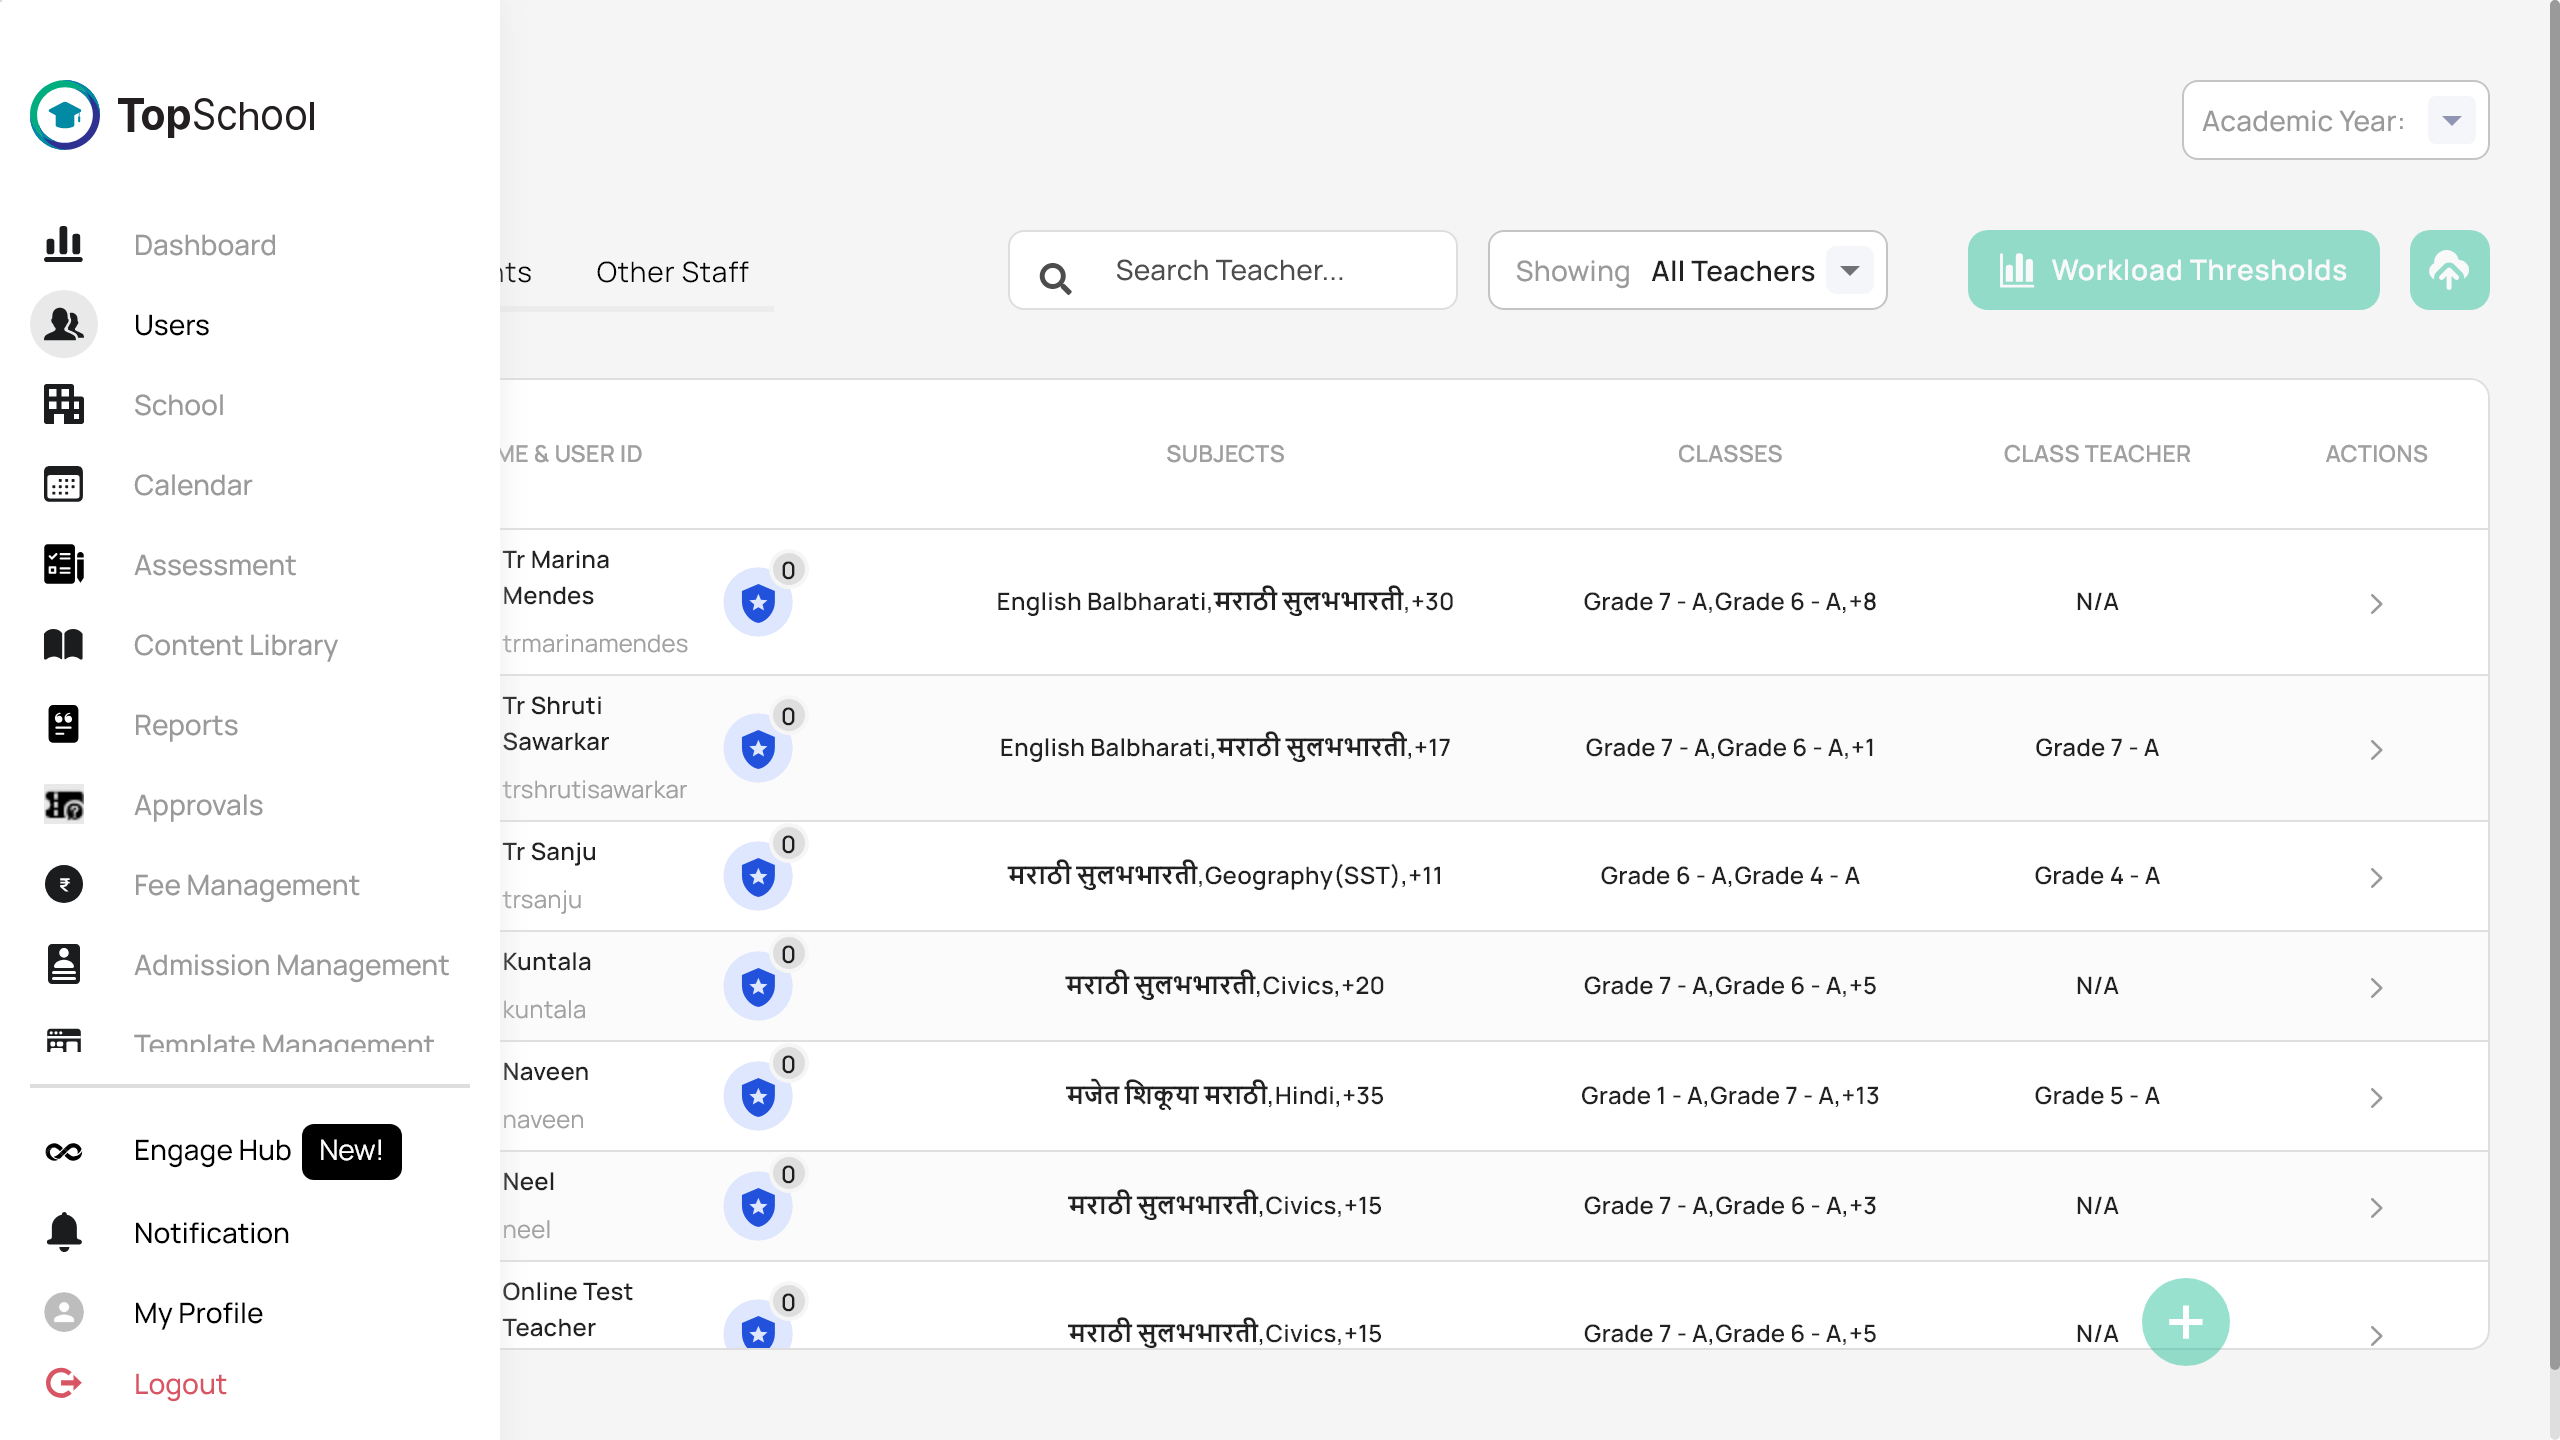 TopSchool
Dashboard
Users
School
Calendar
Assessment
Content Library
Reports
Approvals
Fee Management
Admission Management
Template Management
Engage Hub New!
Notification
My Profile
Logout
Academic Year:
Other Staff
Search Teacher...
Showing All Teachers
Workload Thresholds
& USER ID SUBJECTS CLASSES CLASS TEACHER ACTIONS
Tr Marina
Mendes
trmarinamendes
0
English Balbharati,मराठी सुलभभारती,+30
Grade 7 - A,Grade 6 - A,+8
N/A
Tr Shruti
Sawarkar
trshrutisawarkar
0
English Balbharati,मराठी सुलभभारती,+17
Grade 7 - A,Grade 6 - A,+1
Grade 7 - A
Tr Sanju
trsanju
0
मराठी सुलभभारती,Geography(SST),+11
Grade 6 - A,Grade 4 - A
Grade 4 - A
Kuntala
kuntala
0
मराठी सुलभभारती,Civics,+20
Grade 7 - A,Grade 6 - A,+5
N/A
Naveen
naveen
0
मजेत शिकूया मराठी,Hindi,+35
Grade 1 - A,Grade 7 - A,+13
Grade 5 - A
Neel
neel
0
मराठी सुलभभारती,Civics,+15
Grade 7 - A,Grade 6 - A,+3
N/A
Online Test
Teacher
0
मराठी सुलभभारती,Civics,+15
Grade 7 - A,Grade 6 - A,+5
N/A